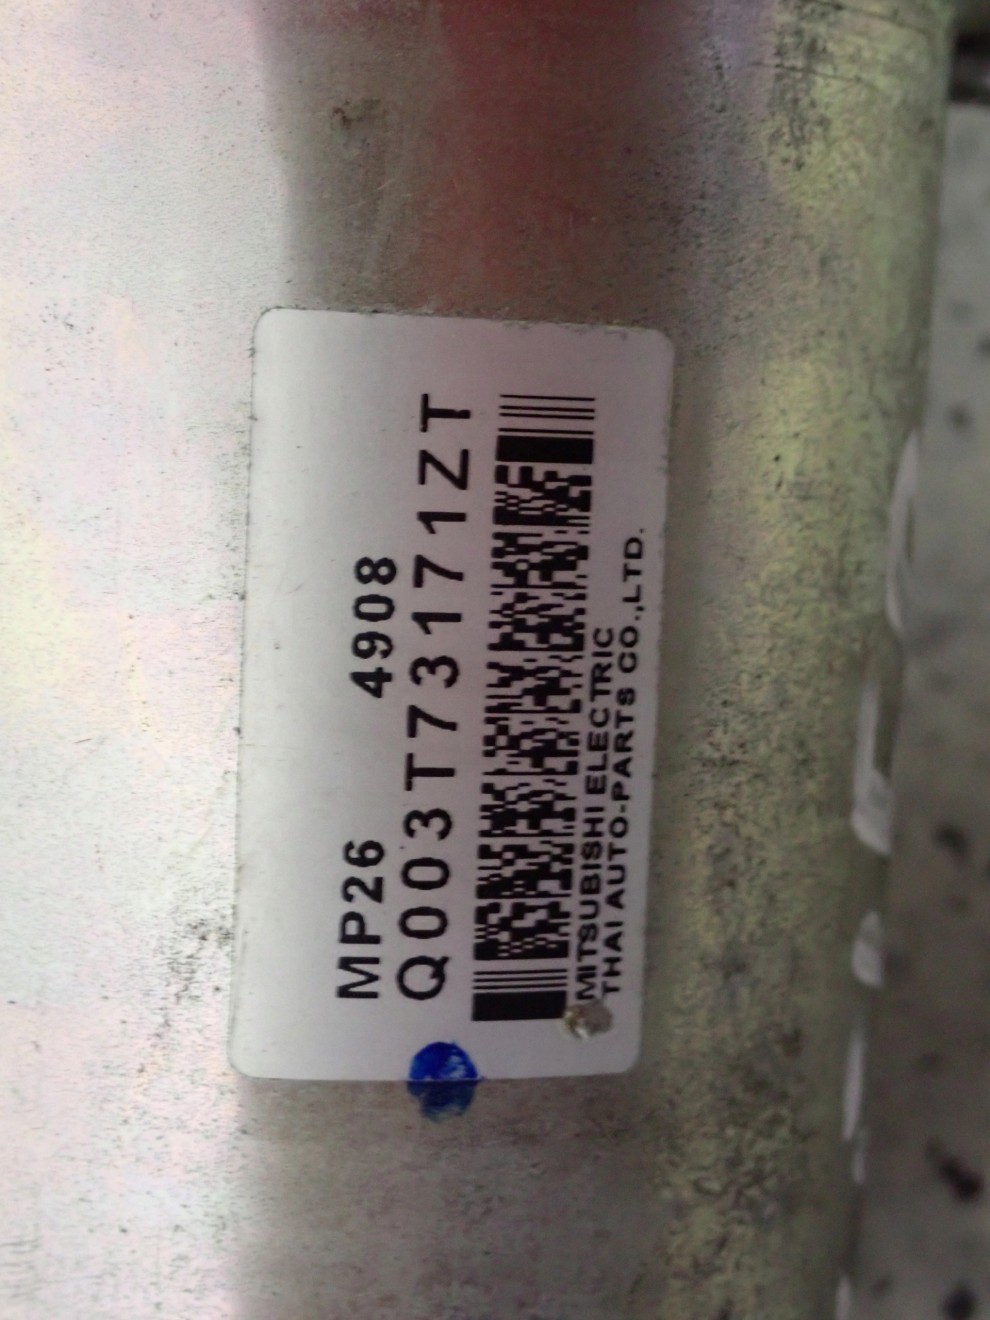 MP26 4908
Q003T73171ZT
MITSUBISHI ELECTRIC
THAI AUTO-PARTS CO.,LTD.